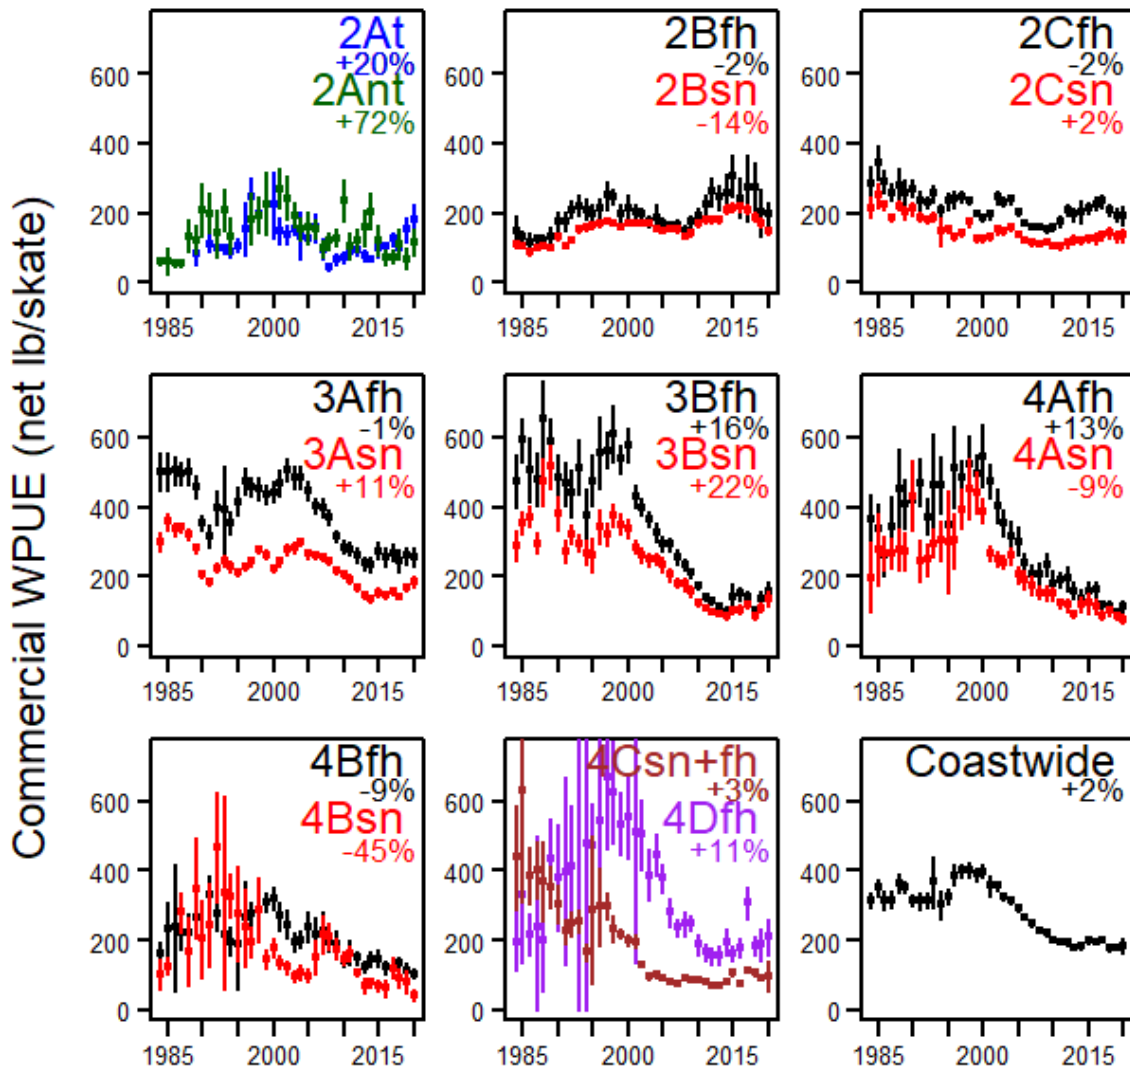 Commercial WPUE (net lb/skate)
2At
+20%
2Ant
+72%
600
400
200
0
1985 2000 2015
2Bfh
-2%
2Bsn
-14%
600
400
200
0
1985 2000 2015
2Cfh
-2%
2Csn
+2%
600
400
200
0
1985 2000 2015
3Afh
-1%
3Asn
+11%
600
400
200
0
1985 2000 2015
3Bfh
+16%
3Bsn
+22%
600
400
200
0
1985 2000 2015
4Afh
+13%
4Asn
-9%
600
400
200
0
1985 2000 2015
4Bfh
-9%
4Bsn
-45%
600
400
200
0
1985 2000 2015
4Csn+fh
+3%
4Dfh
+11%
600
400
200
0
1985 2000 2015
Coastwide
+2%
600
400
200
0
1985 2000 2015